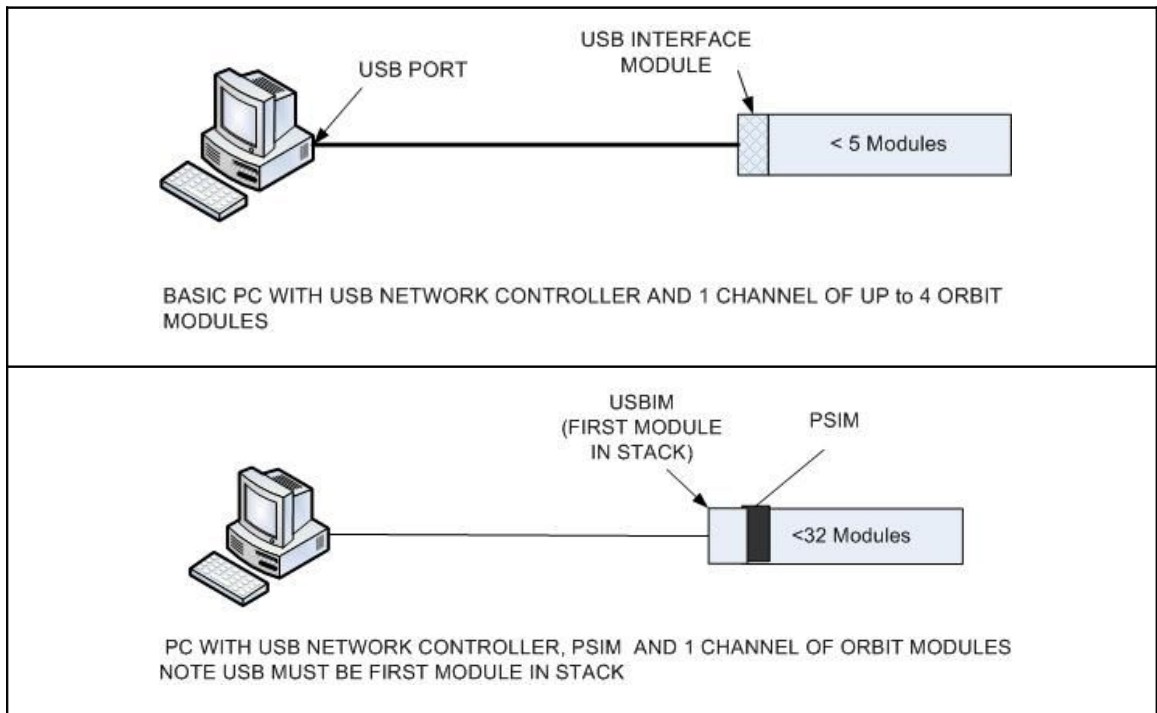 USB INTERFACE
MODULE
USB PORT
< 5 Modules
BASIC PC WITH USB NETWORK CONTROLLER AND 1 CHANNEL OF UP to 4 ORBIT
MODULES
USBIM
(FIRST MODULE
IN STACK)
PSIM
<32 Modules
PC WITH USB NETWORK CONTROLLER, PSIM AND 1 CHANNEL OF ORBIT MODULES
NOTE USB MUST BE FIRST MODULE IN STACK